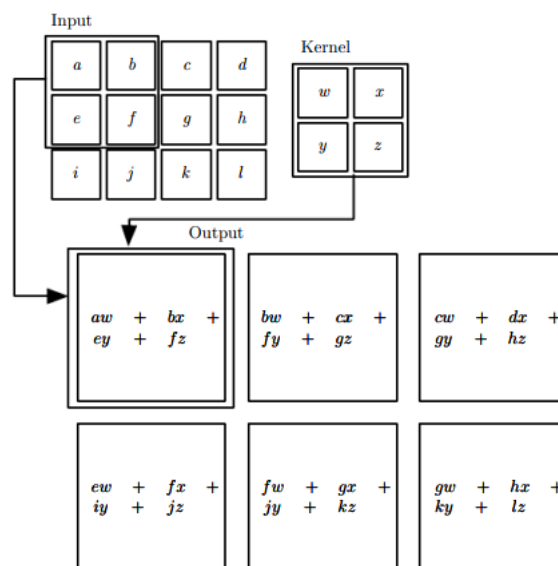 Input
a b c d
e f g h
i j k l
Kernel
w x
y z
Output
aw + bx +
ey + fz
bw + cx +
fy + gz
cw + dx +
gy + hz
ew + fx +
iy + jz
fw + gx +
jy + kz
gw + hx +
ky + lz